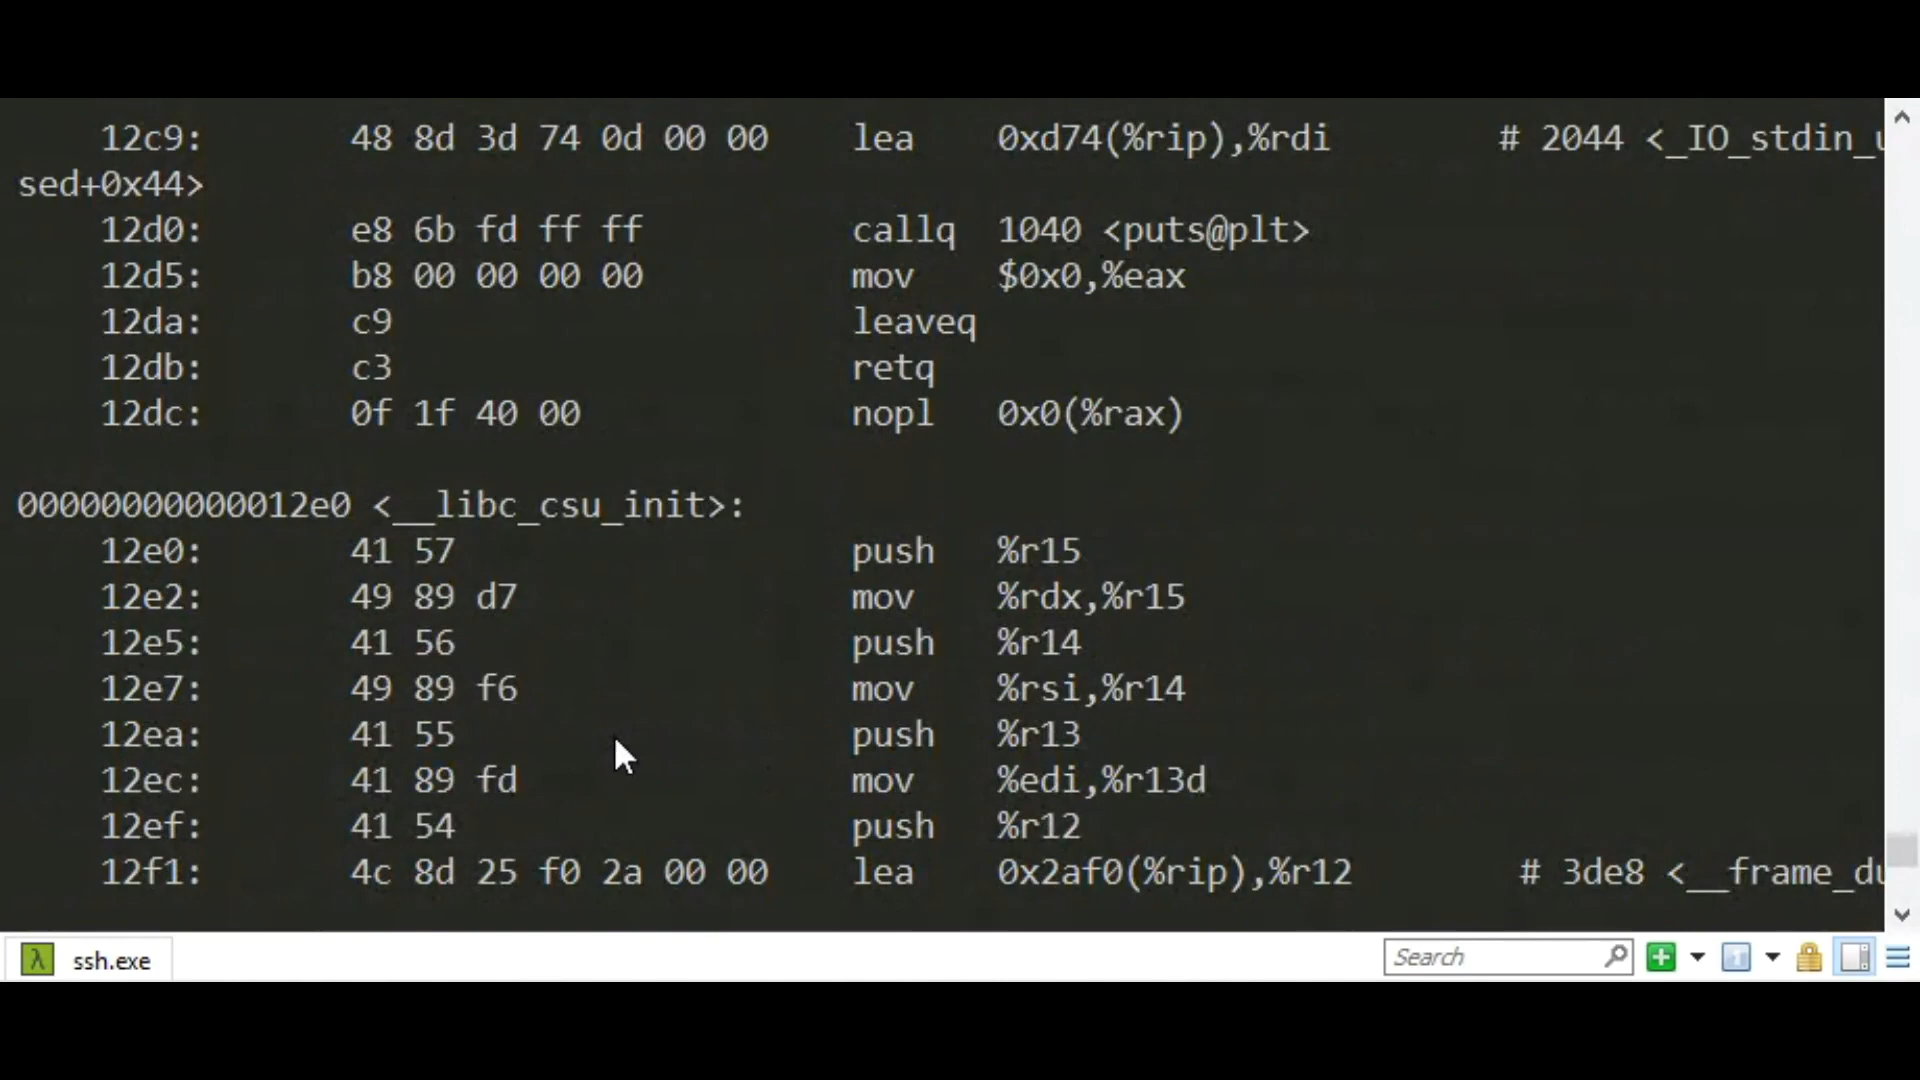 12c9: 48 8d 3d 74 0d 00 00 lea 0xd74(%rip),%rdi # 2044 <_IO_stdin_u
sed+0x44>
12d0: e8 6b fd ff ff callq 1040 <puts@plt>
12d5: b8 00 00 00 00 mov $0x0,%eax
12da: c9 leaveq
12db: c3 retq
12dc: 0f 1f 40 00 nopl 0x0(%rax)
00000000000012e0 <__libc_csu_init>:
12e0: 41 57 push %r15
12e2: 49 89 d7 mov %rdx,%r15
12e5: 41 56 push %r14
12e7: 49 89 f6 mov %rsi,%r14
12ea: 41 55 push %r13
12ec: 41 89 fd mov %edi,%r13d
12ef: 41 54 push %r12
12f1: 4c 8d 25 f0 2a 00 00 lea 0x2af0(%rip),%r12 # 3de8 <__frame_du
λ ssh.exe Search